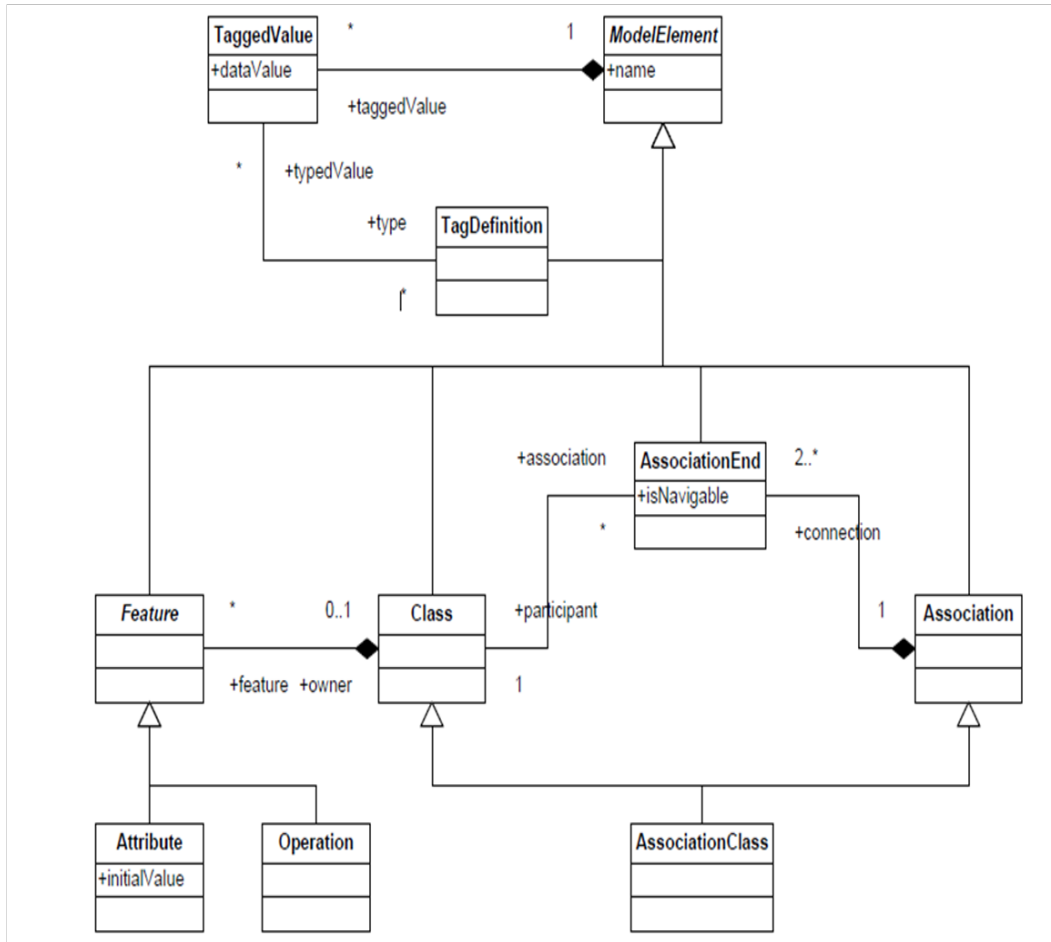 TaggedValue
*
1
ModelElement
+dataValue
+name
+taggedValue
*
+typedValue
+type
TagDefinition
*
+association
AssociationEnd
2..*
+isNavigable
*
+connection
Feature
*
0..1
Class
+participant
1
Association
+feature
+owner
1
Attribute
Operation
AssociationClass
+initialValue